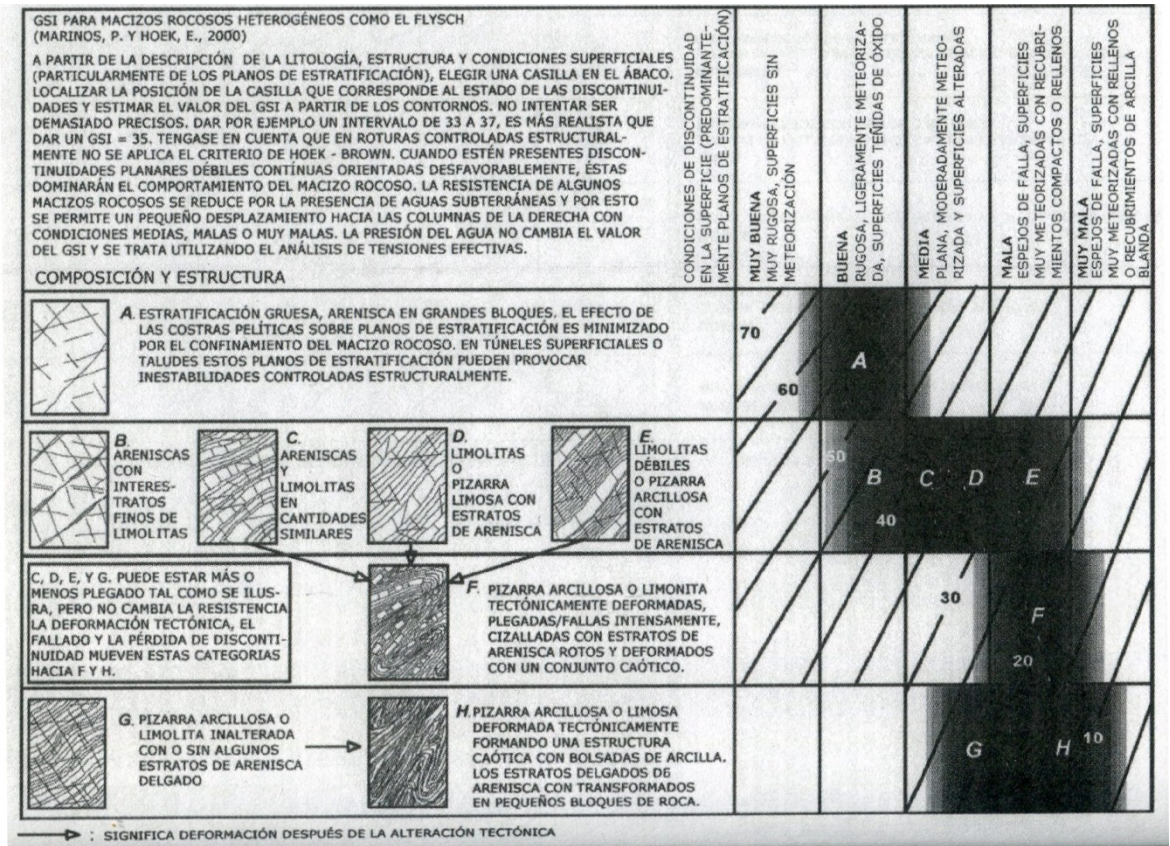 GSI PARA MACIZOS ROCOSOS HETEROGÉNEOS COMO EL FLYSCH
(MARINOS, P. Y HOEK, E., 2000)
A PARTIR DE LA DESCRIPCIÓN DE LA LITOLOGÍA, ESTRUCTURA Y CONDICIONES SUPERFICIALES
(PARTICULARMENTE DE LOS PLANOS DE ESTRATIFICACIÓN), ELEGIR UNA CASILLA EN EL ÁBACO.
LOCALIZAR LA POSICIÓN DE LA CASILLA QUE CORRESPONDE AL ESTADO DE LAS DISCONTINUI-
DADES Y ESTIMAR EL VALOR DEL GSI A PARTIR DE LOS CONTORNOS. NO INTENTAR SER
DEMASIADO PRECISOS. DAR POR EJEMPLO UN INTERVALO DE 33 A 37, ES MÁS REALISTA QUE
DAR UN GSI = 35. TENGASE EN CUENTA QUE EN ROTURAS CONTROLADAS ESTRUCTURAL-
MENTE NO SE APLICA EL CRITERIO DE HOEK - BROWN. CUANDO ESTÉN PRESENTES DISCON-
TINUIDADES PLANARES DÉBILES CONTÍNUAS ORIENTADAS DESFAVORABLEMENTE, ÉSTAS
DOMINARÁN EL COMPORTAMIENTO DEL MACIZO ROCOSO. LA RESISTENCIA DE ALGUNOS
MACIZOS ROCOSOS SE REDUCE POR LA PRESENCIA DE AGUAS SUBTERRÁNEAS Y POR ESTO
SE PERMITE UN PEQUEÑO DESPLAZAMIENTO HACIA LAS COLUMNAS DE LA DERECHA CON
CONDICIONES MEDIAS, MALAS O MUY MALAS. LA PRESIÓN DEL AGUA NO CAMBIA EL VALOR
DEL GSI Y SE TRATA UTILIZANDO EL ANÁLISIS DE TENSIONES EFECTIVAS.
COMPOSICIÓN Y ESTRUCTURA
CONDICIONES DE DISCONTINUIDAD
EN LA SUPERFICIE (PREDOMINANTE-
MENTE PLANOS DE ESTRATIFICACIÓN)
MUY BUENA
MUY RUGOSA, SUPERFICIES SIN
METEORIZACIÓN
BUENA
RUGOSA, LIGERAMENTE METEORIZA-
DA, SUPERFICIES TEÑIDAS DE ÓXIDO
MEDIA
PLANA, MODERADAMENTE METEO-
RIZADA Y SUPERFICIES ALTERADAS
MALA
ESPEJOS DE FALLA, SUPERFICIES
MUY METEORIZADAS CON RECUBRI-
MIENTOS COMPACTOS O RELLENOS
MUY MALA
ESPEJOS DE FALLA, SUPERFICIES
MUY METEORIZADAS CON RELLENOS
O RECUBRIMIENTOS DE ARCILLA
BLANDA
A. ESTRATIFICACIÓN GRUESA, ARENISCA EN GRANDES BLOQUES. EL EFECTO DE
LAS COSTRAS PELÍTICAS SOBRE PLANOS DE ESTRATIFICACIÓN ES MINIMIZADO
POR EL CONFINAMIENTO DEL MACIZO ROCOSO. EN TÚNELES SUPERFICIALES O
TALUDES ESTOS PLANOS DE ESTRATIFICACIÓN PUEDEN PROVOCAR
INESTABILIDADES CONTROLADAS ESTRUCTURALMENTE.
70
60
A
B.
ARENISCAS
CON
INTERES-
TRATOS
FINOS DE
LIMOLITAS
C.
ARENISCAS
Y
LIMOLITAS
EN
CANTIDADES
SIMILARES
D.
LIMOLITAS
O
PIZARRA
LIMOSA CON
ESTRATOS
DE ARENISCA
E.
LIMOLITAS
DÉBILES
O PIZARRA
ARCILLOSA
CON
ESTRATOS
DE ARENISCA
50
B
C
D
E
40
C, D, E, Y G. PUEDE ESTAR MÁS O
MENOS PLEGADO TAL COMO SE ILUS-
RA, PERO NO CAMBIA LA RESISTENCIA
LA DEFORMACIÓN TECTÓNICA, EL
FALLADO Y LA PÉRDIDA DE DISCONTI-
NUIDAD MUEVEN ESTAS CATEGORIAS
HACIA F Y H.
F. PIZARRA ARCILLOSA O LIMONITA
TECTÓNICAMENTE DEFORMADAS,
PLEGADAS/FALLAS INTENSAMENTE,
CIZALLADAS CON ESTRATOS DE
ARENISCA ROTOS Y DEFORMADOS
CON UN CONJUNTO CAÓTICO.
30
F
20
G. PIZARRA ARCILLOSA O
LIMOLITA INALTERADA
CON O SIN ALGUNOS
ESTRATOS DE ARENISCA
DELGADO
H. PIZARRA ARCILLOSA O LIMOSA
DEFORMADA TECTÓNICAMENTE
FORMANDO UNA ESTRUCTURA
CAÓTICA CON BOLSADAS DE ARCILLA.
LOS ESTRATOS DELGADOS DE
ARENISCA CON TRANSFORMADOS
EN PEQUEÑOS BLOQUES DE ROCA.
G
H
10
: SIGNIFICA DEFORMACIÓN DESPUÉS DE LA ALTERACIÓN TECTÓNICA